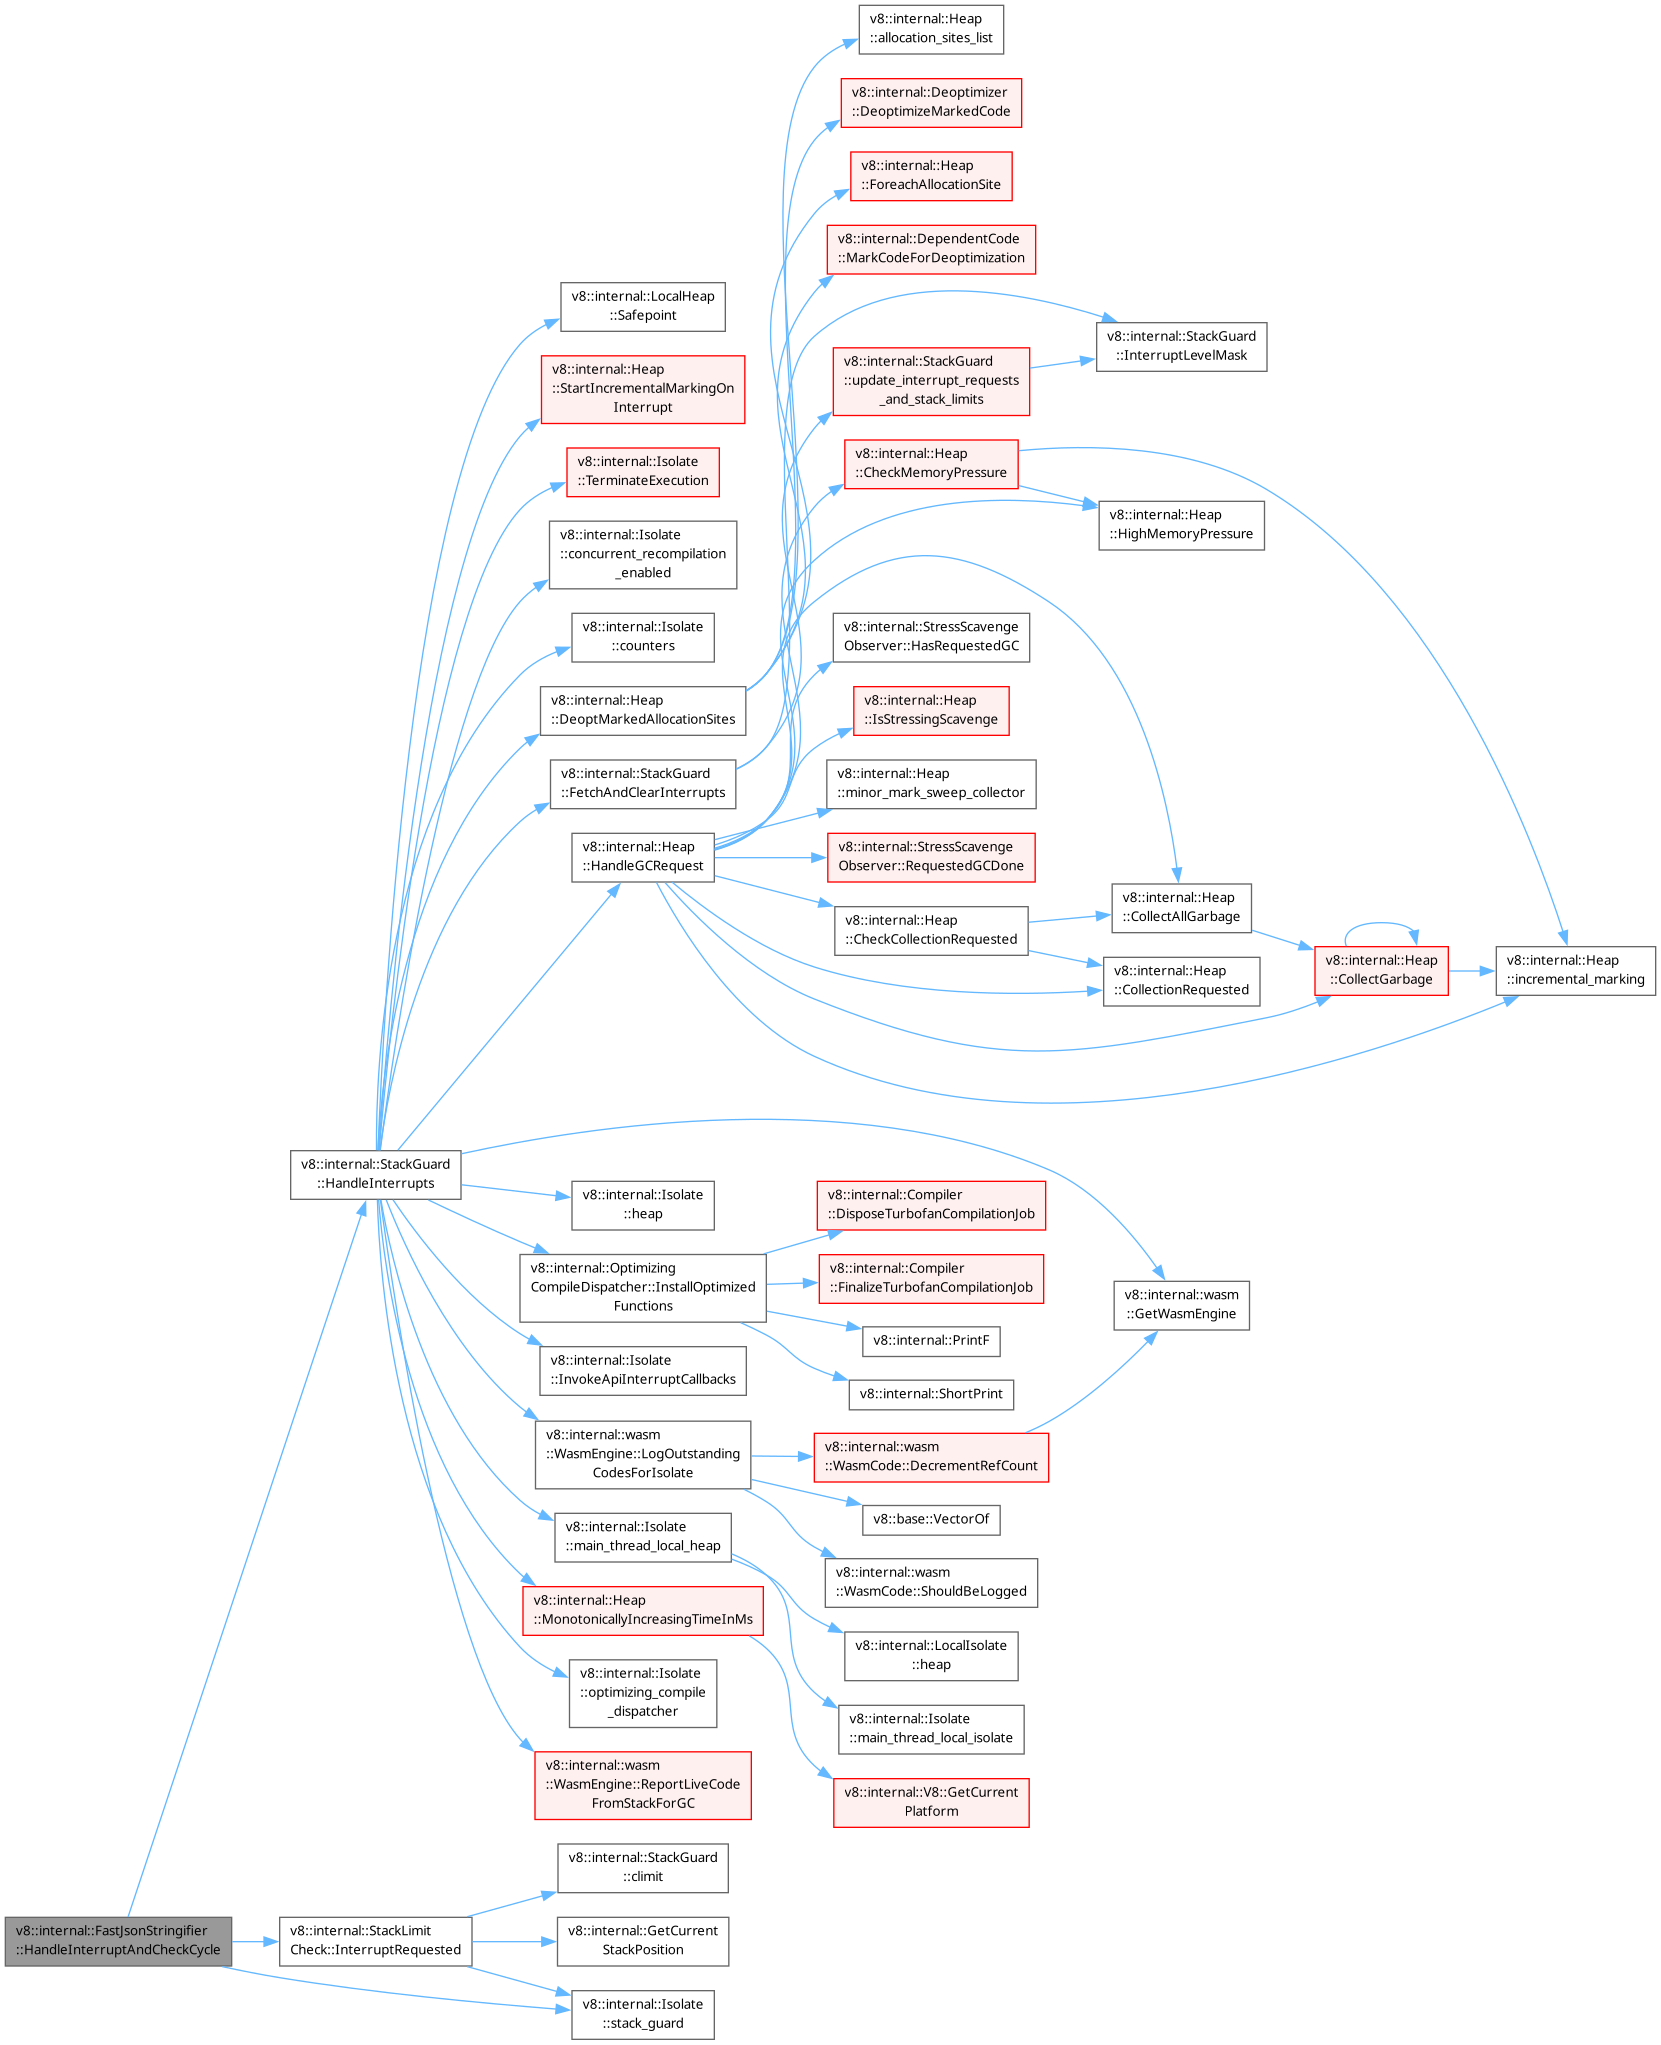 v8::internal::Heap
::allocation_sites_list
v8::internal::Deoptimizer
::DeoptimizeMarkedCode
v8::internal::Heap
::ForeachAllocationSite
v8::internal::DependentCode
::MarkCodeForDeoptimization
v8::internal::LocalHeap
::Safepoint
v8::internal::StackGuard
::InterruptLevelMask
v8::internal::StackGuard
::update_interrupt_requests
_and_stack_limits
v8::internal::Heap
::StartIncrementalMarkingOn
Interrupt
v8::internal::Isolate
::TerminateExecution
v8::internal::Heap
::CheckMemoryPressure
v8::internal::Heap
::HighMemoryPressure
v8::internal::Isolate
::concurrent_recompilation
_enabled
v8::internal::Isolate
::counters
v8::internal::StressScavenge
Observer::HasRequestedGC
v8::internal::Heap
::DeoptMarkedAllocationSites
v8::internal::Heap
::IsStressingScavenge
v8::internal::StackGuard
::FetchAndClearInterrupts
v8::internal::Heap
::minor_mark_sweep_collector
v8::internal::Heap
::HandleGCRequest
v8::internal::StressScavenge
Observer::RequestedGCDone
v8::internal::Heap
::CheckCollectionRequested
v8::internal::Heap
::CollectAllGarbage
v8::internal::Heap
::CollectionRequested
v8::internal::Heap
::CollectGarbage
v8::internal::Heap
::incremental_marking
v8::internal::StackGuard
::HandleInterrupts
v8::internal::Isolate
::heap
v8::internal::Compiler
::DisposeTurbofanCompilationJob
v8::internal::Optimizing
CompileDispatcher::InstallOptimized
Functions
v8::internal::Compiler
::FinalizeTurbofanCompilationJob
v8::internal::wasm
::GetWasmEngine
v8::internal::PrintF
v8::internal::Isolate
::InvokeApiInterruptCallbacks
v8::internal::ShortPrint
v8::internal::wasm
::WasmEngine::LogOutstanding
CodesForIsolate
v8::internal::wasm
::WasmCode::DecrementRefCount
v8::base::VectorOf
v8::internal::Isolate
::main_thread_local_heap
v8::internal::wasm
::WasmCode::ShouldBeLogged
v8::internal::Heap
::MonotonicallyIncreasingTimeInMs
v8::internal::LocalIsolate
::heap
v8::internal::Isolate
::optimizing_compile
_dispatcher
v8::internal::Isolate
::main_thread_local_isolate
v8::internal::wasm
::WasmEngine::ReportLiveCode
FromStackForGC
v8::internal::V8::GetCurrent
Platform
v8::internal::StackGuard
::climit
v8::internal::FastJsonStringifier
::HandleInterruptAndCheckCycle
v8::internal::StackLimit
Check::InterruptRequested
v8::internal::GetCurrent
StackPosition
v8::internal::Isolate
::stack_guard